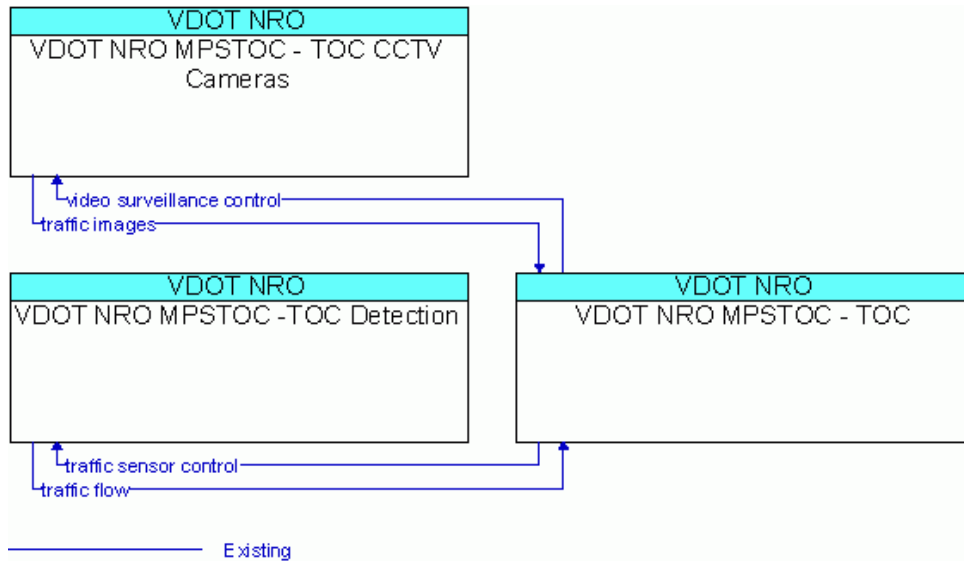 VDOT NRO
VDOT NRO MPSTOC - TOC CCTV
Cameras
video surveillance control
traffic images
VDOT NRO
VDOT NRO MPSTOC -TOC Detection
VDOT NRO
VDOT NRO MPSTOC - TOC
traffic sensor control
traffic flow
Existing